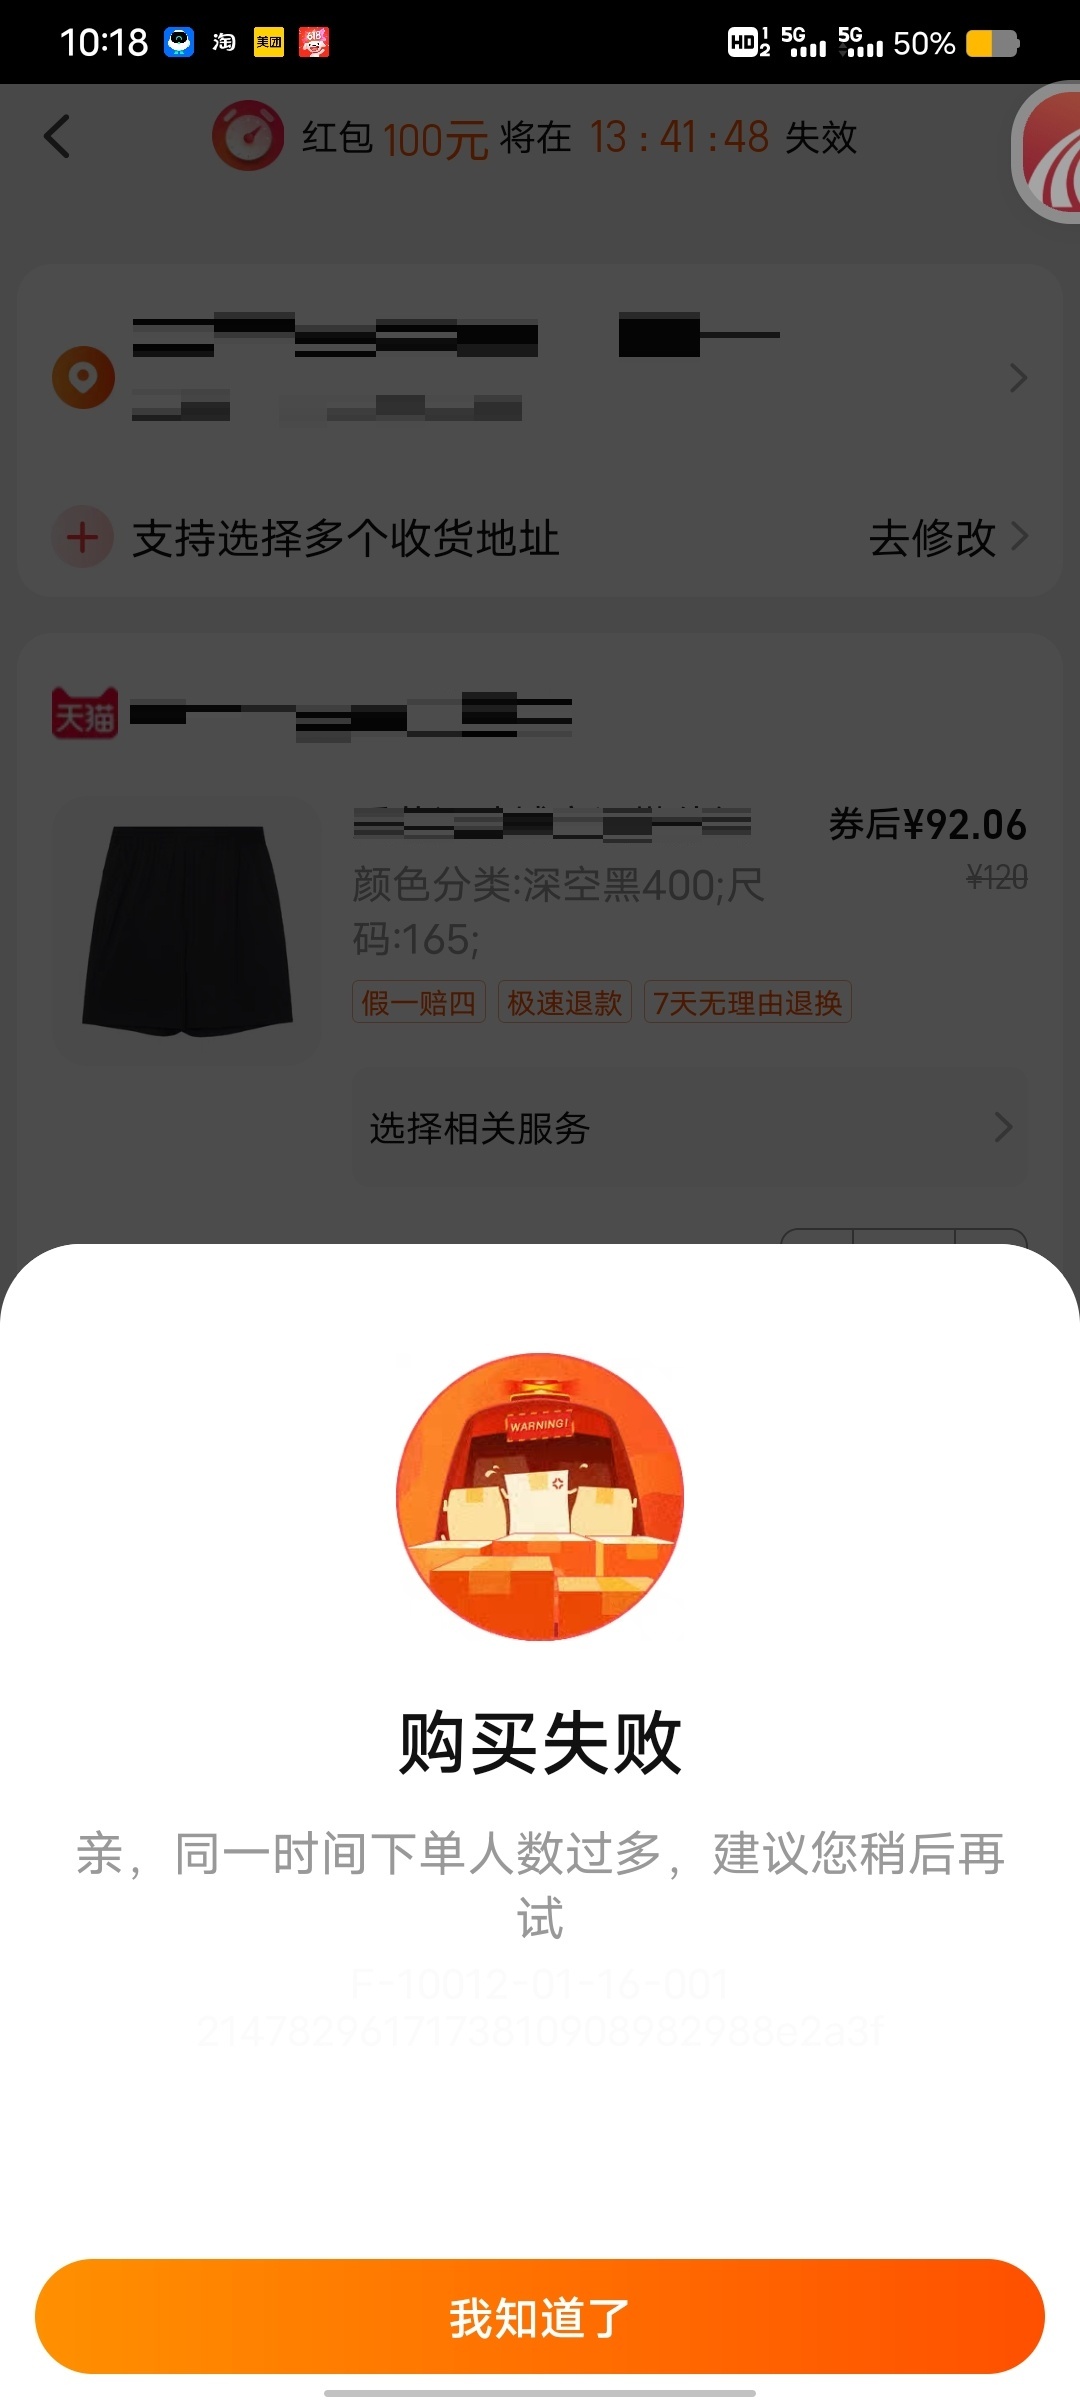 10:18 淘 美团 618 HD 1 2 5G 5G 50%
红包 100元 将在 13 : 41 : 48 失效
支持选择多个收货地址 去修改
天猫
券后¥92.06
¥120
颜色分类:深空黑400;尺
码:165;
假一赔四 极速退款 7天无理由退换
选择相关服务
WARNING!
购买失败
亲，同一时间下单人数过多，建议您稍后再
试
F-10012-01-16-001
2147829617173810908982988e2a3f
我知道了